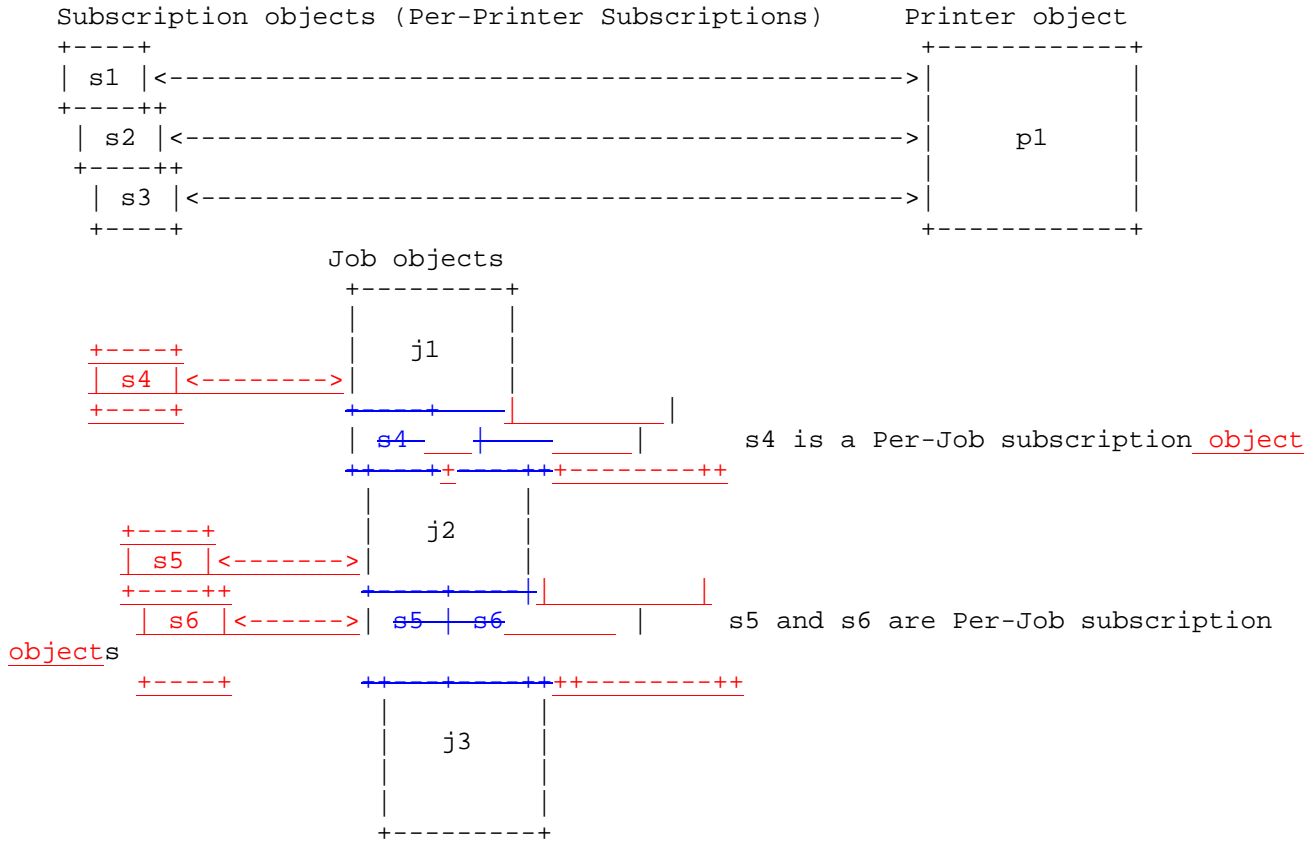 Subscription objects (Per-Printer Subscriptions)     Printer object
+----+                                                +------------+
| s1 |<----------------------------------------------->|            |
+----++                                               |            |
| s2 |<---------------------------------------------->|     p1     |
+----++                                              |            |
| s3 |<--------------------------------------------->|            |
+----+                                              +------------+
Job objects
+---------+
|         |
+----+               |   j1    |
| s4 |<-------->|         |
+----+          +-----+----|          |
| s4   |          |      s4 is a Per-Job subscription object
++----++----+++--------++
|         |
+----+               |   j2    |
| s5 |<------->|         |
+----++        +----+----||         |
| s6 |<------>| s5 | s6       |     s5 and s6 are Per-Job subscription
objects
+----+        ++----+----++++--------++
|         |
|   j3    |
|         |
|         |
+---------+